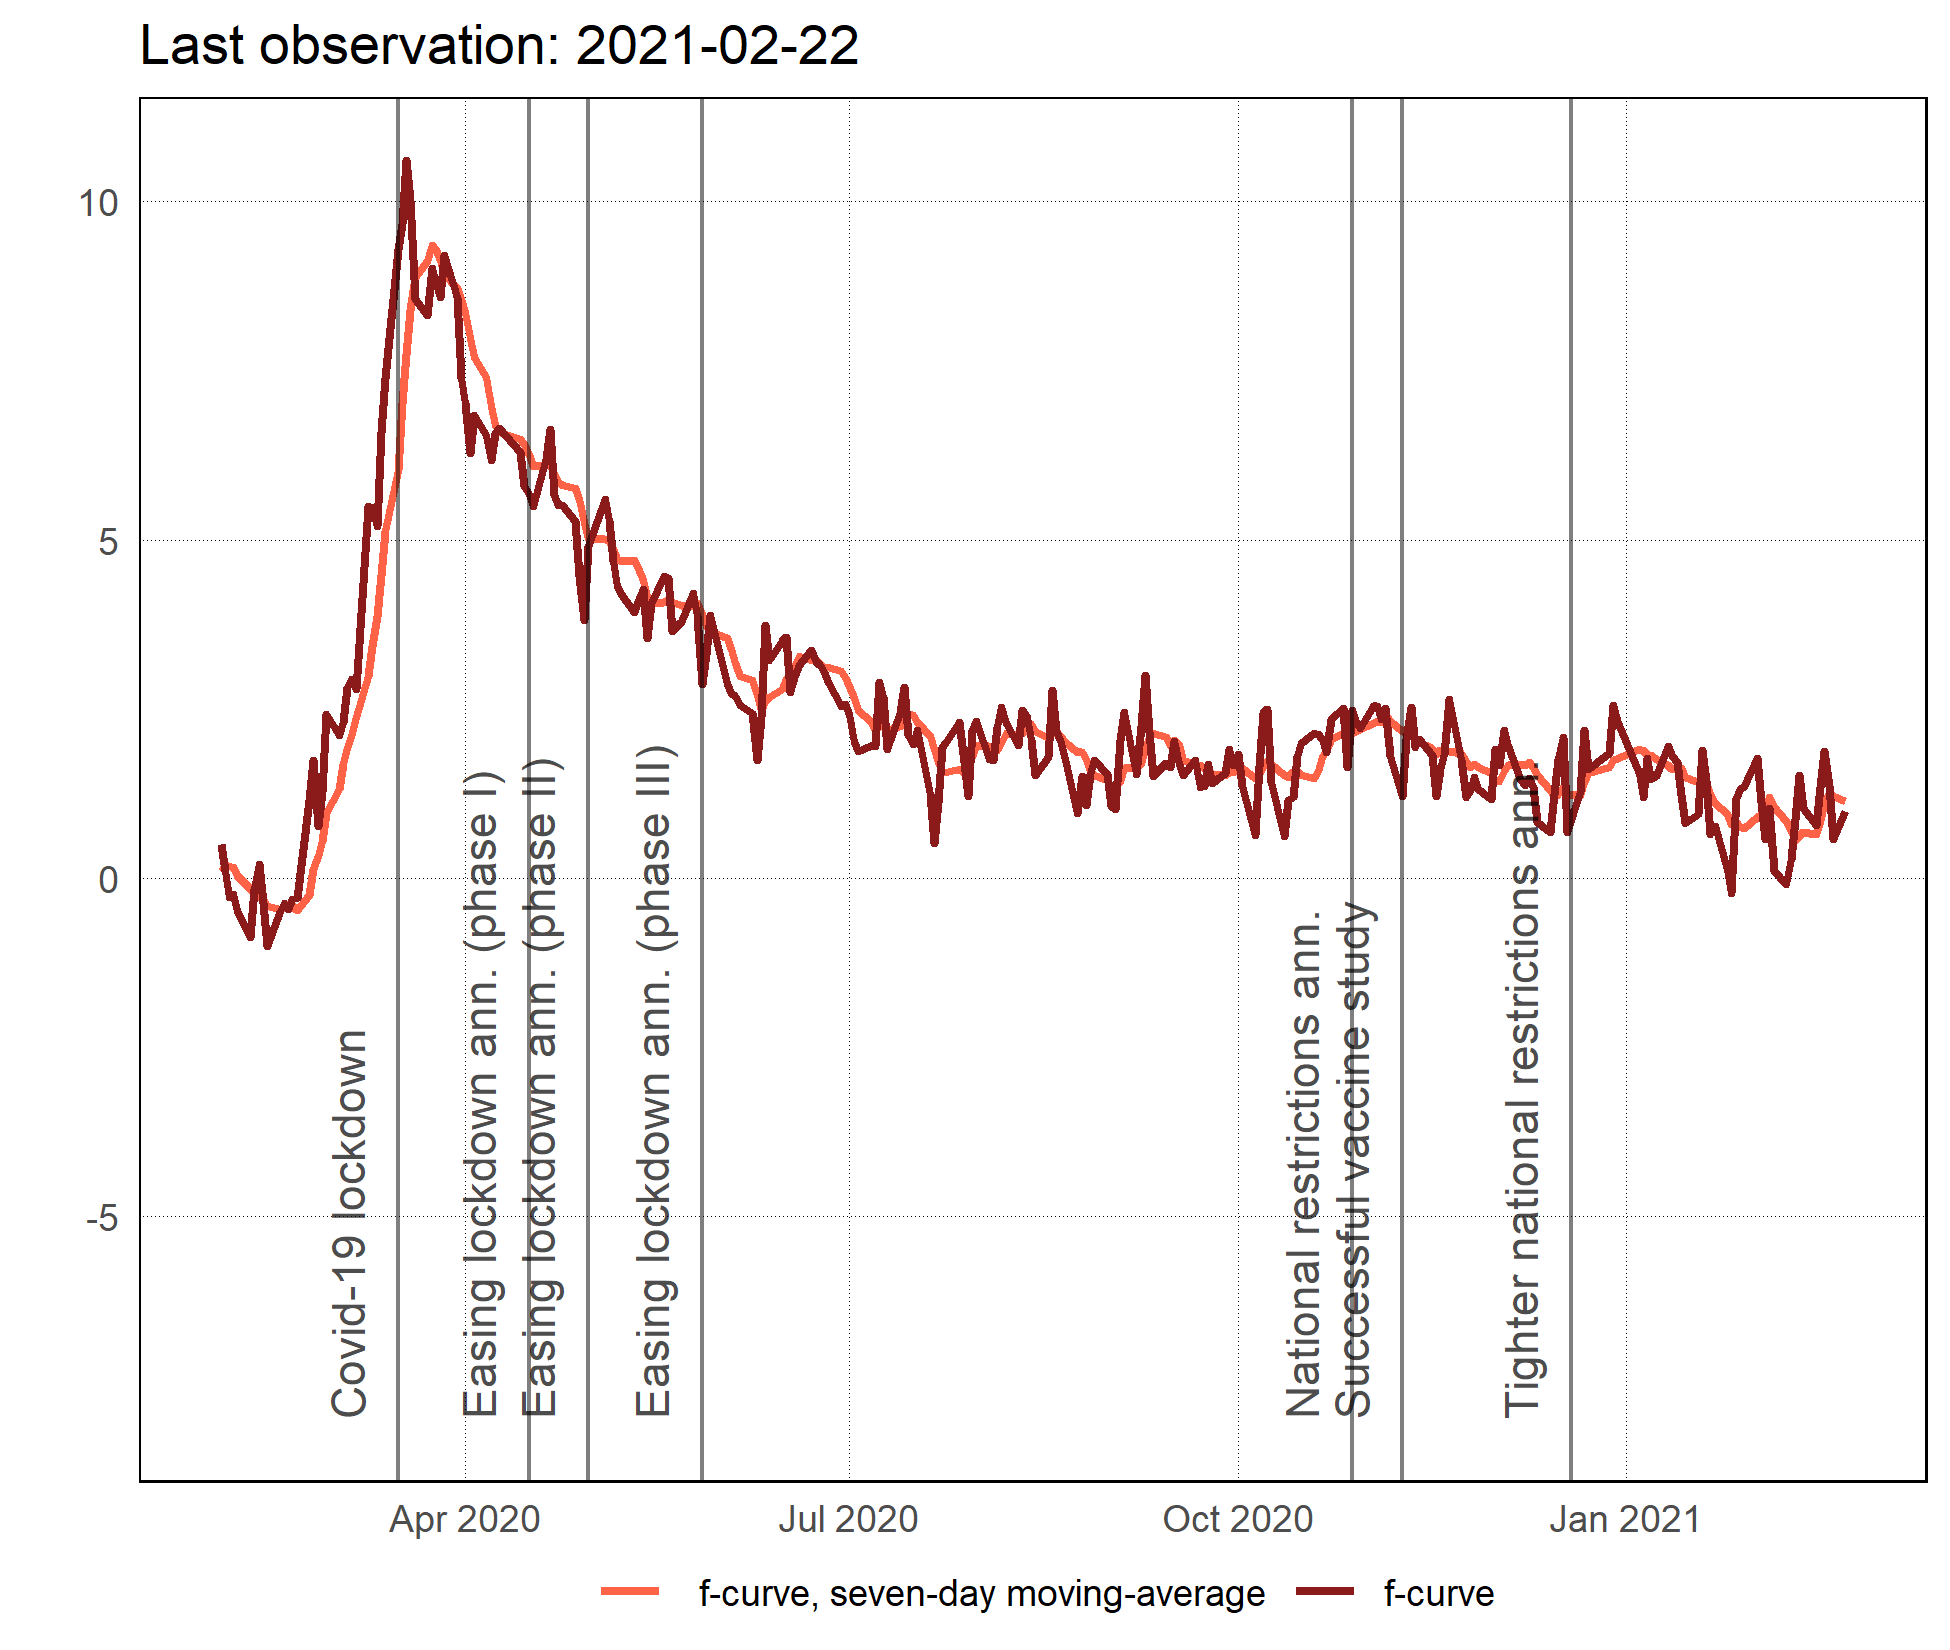 Last observation: 2021-02-22
10
5
0
-5
Covid-19 lockdown
Easing lockdown ann. (phase I)
Easing lockdown ann. (phase II)
Easing lockdown ann. (phase III)
National restrictions ann.
Successful vaccine study
Tighter national restrictions ann.
Apr 2020
Jul 2020
Oct 2020
Jan 2021
f-curve, seven-day moving-average
f-curve